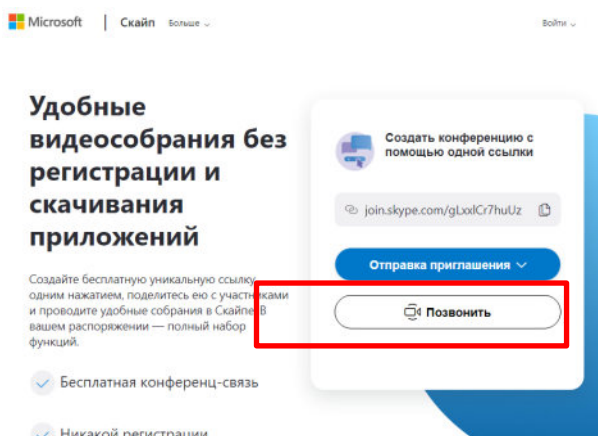 Microsoft | Скайп Больше
Войти
Удобные
видеособрания без
регистрации и
скачивания
приложений
Создайте бесплатную уникальную ссылку
одним нажатием, поделитесь ею с участниками
и проводите удобные собрания в Скайпе. В
вашем распоряжении — полный набор
функций.
Бесплатная конференц-связь
Никакой регистрации
Создать конференцию с
помощью одной ссылки
join.skype.com/gLxxlCr7huUz
Отправка приглашения
Позвонить